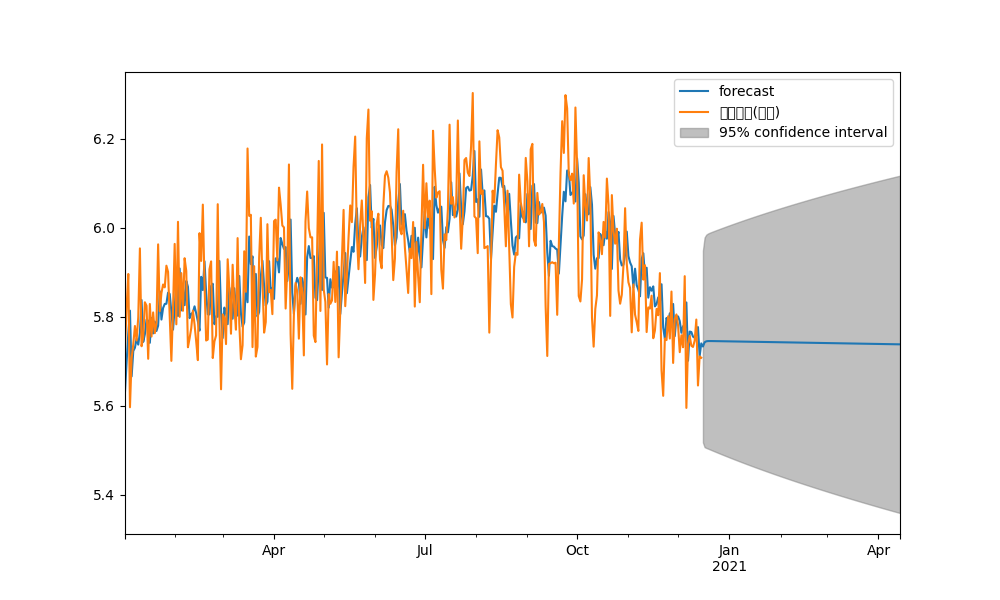 forecast
95% confidence interval
6.2
6.0
5.8
5.6
5.4
Apr
Jul
Oct
Jan
2021
Apr